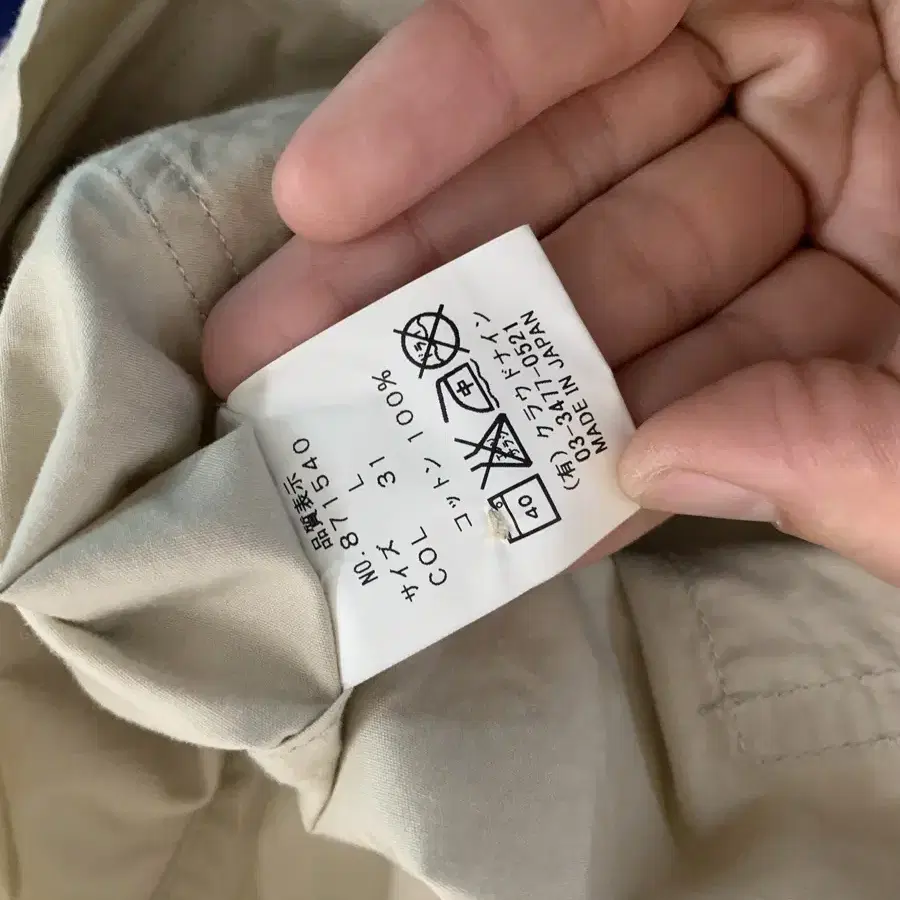 品質表示
NO.871540
サイズ L
COL 31
コットン 100%
40
(有) クラウドナイン
03-3477-0521
MADE IN JAPAN